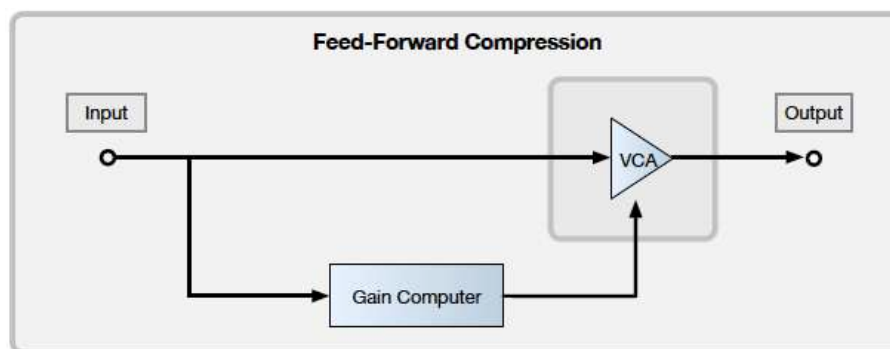 Feed-Forward Compression
Input
Output
VCA
Gain Computer